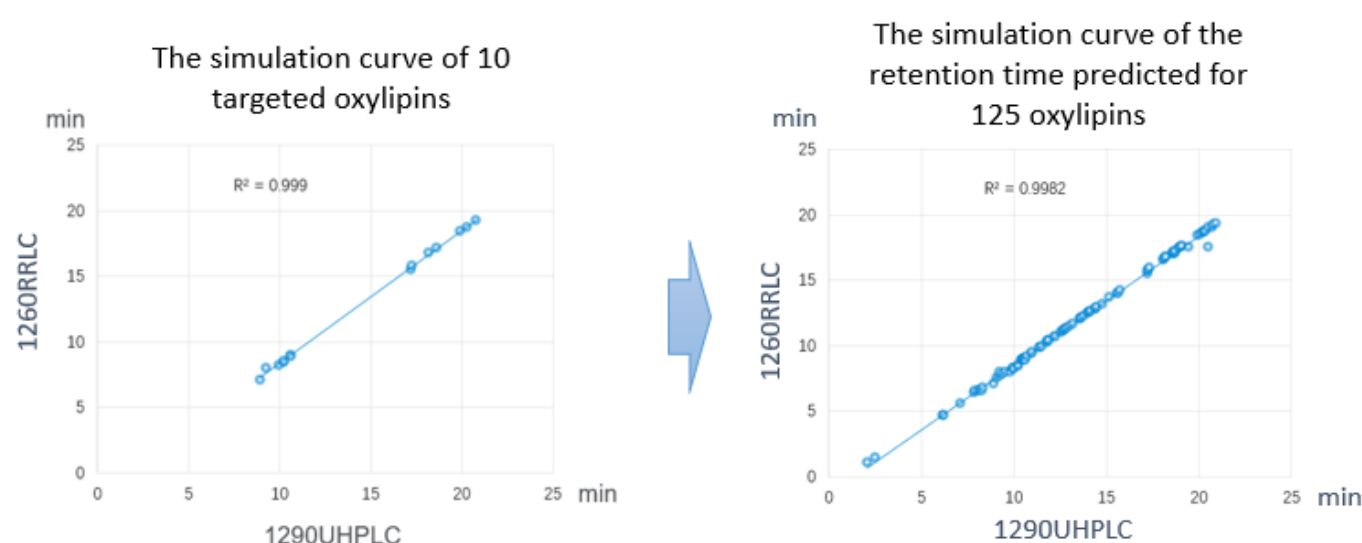 The simulation curve of 10
targeted oxylipins
min
25
R² = 0.999
20
15
10
5
0
0 5 10 15 20 25 min
1260RRLC
1290UHPLC
The simulation curve of the
retention time predicted for
125 oxylipins
min
25
R² = 0.9982
20
15
10
5
0
0 5 10 15 20 25 min
1260RRLC
1290UHPLC